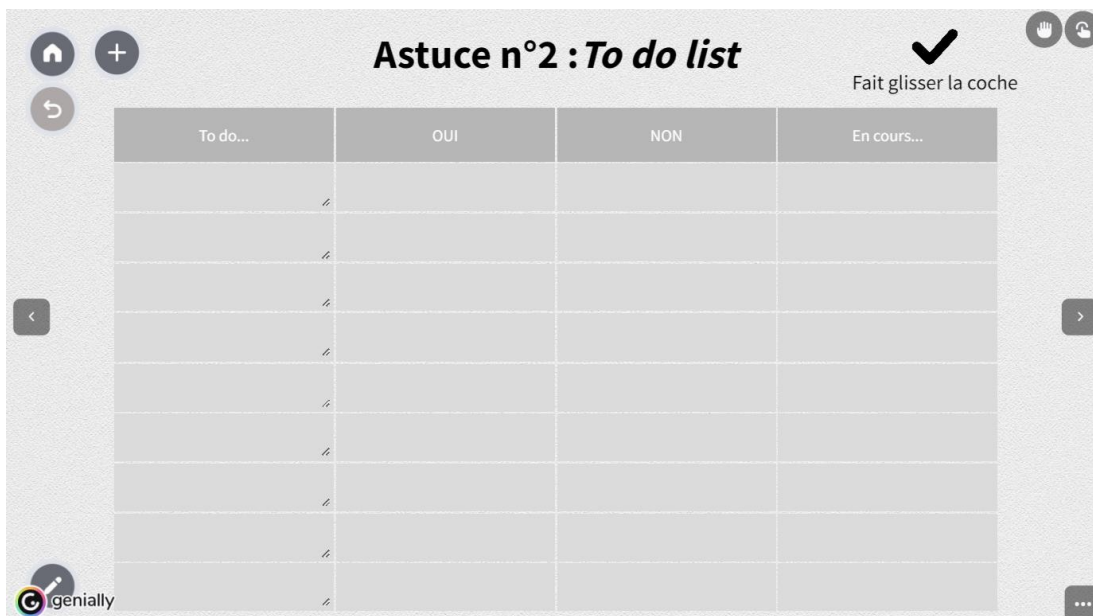 Astuce n°2 : To do list
Fait glisser la coche
To do... OUI NON En cours...
genially